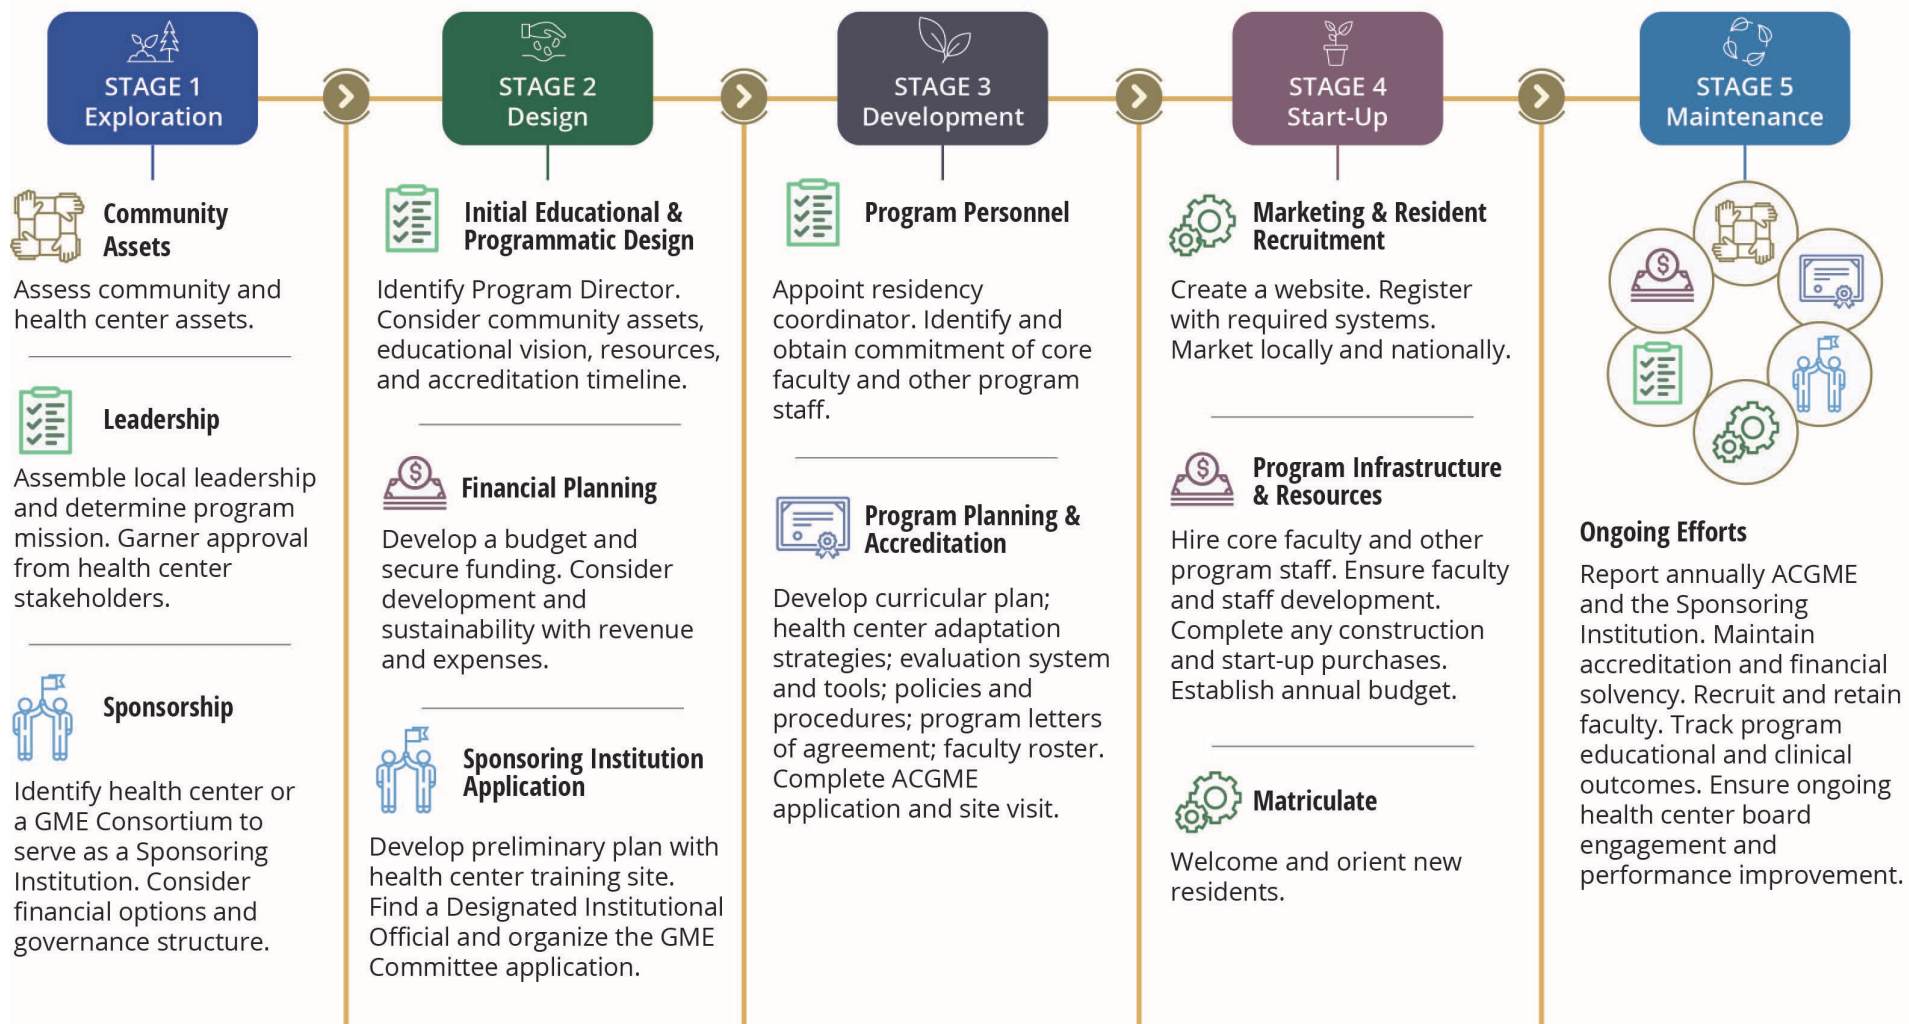 STAGE 1
Exploration
Community
Assets
Assess community and
health center assets.
Leadership
Assemble local leadership
and determine program
mission. Garner approval
from health center
stakeholders.
Sponsorship
Identify health center or
a GME Consortium to
serve as a Sponsoring
Institution. Consider
financial options and
governance structure.
STAGE 2
Design
Initial Educational &
Programmatic Design
Identify Program Director.
Consider community assets,
educational vision, resources,
and accreditation timeline.
$
Financial Planning
Develop a budget and
secure funding. Consider
development and
sustainability with revenue
and expenses.
Sponsoring Institution
Application
Develop preliminary plan with
health center training site.
Find a Designated Institutional
Official and organize the GME
Committee application.
STAGE 3
Development
Program Personnel
Appoint residency
coordinator. Identify and
obtain commitment of core
faculty and other program
staff.
Program Planning &
Accreditation
Develop curricular plan;
health center adaptation
strategies; evaluation system
and tools; policies and
procedures; program letters
of agreement; faculty roster.
Complete ACGME
application and site visit.
STAGE 4
Start-Up
Marketing & Resident
Recruitment
Create a website. Register
with required systems.
Market locally and nationally.
$
Program Infrastructure
& Resources
Hire core faculty and other
program staff. Ensure faculty
and staff development.
Complete any construction
and start-up purchases.
Establish annual budget.
Matriculate
Welcome and orient new
residents.
STAGE 5
Maintenance
$
Ongoing Efforts
Report annually ACGME
and the Sponsoring
Institution. Maintain
accreditation and financial
solvency. Recruit and retain
faculty. Track program
educational and clinical
outcomes. Ensure ongoing
health center board
engagement and
performance improvement.